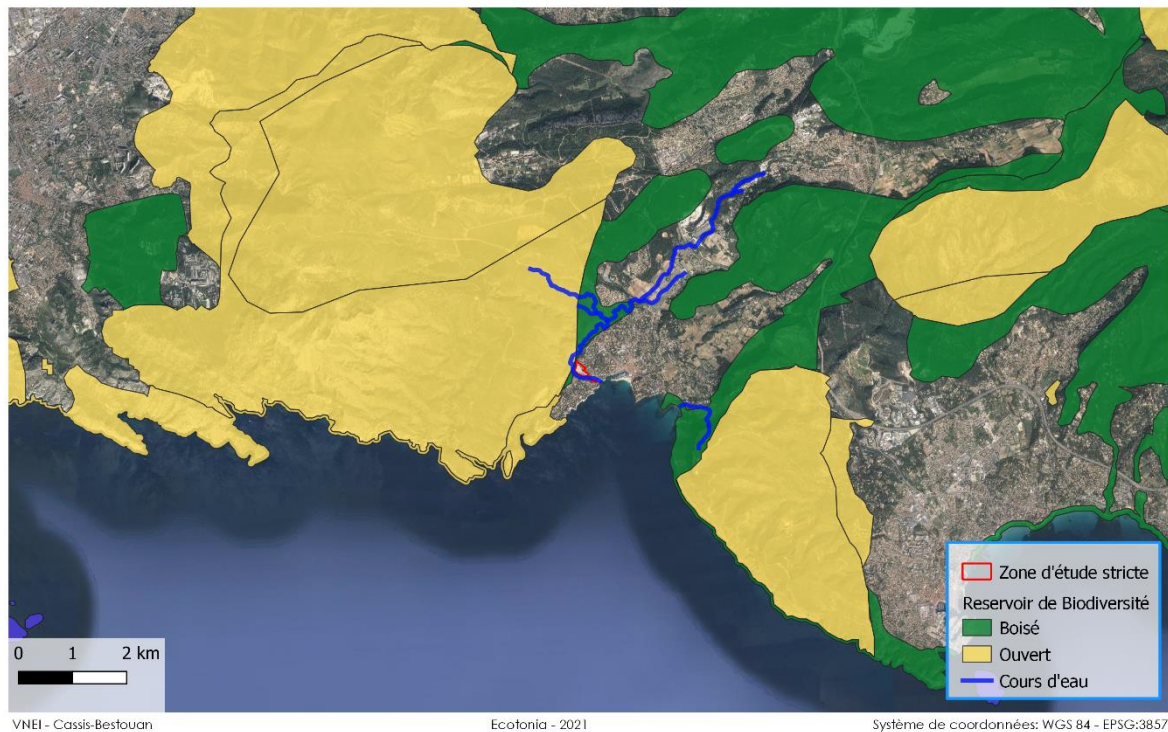 Zone d'étude stricte
Reservoir de Biodiversité
Boisé
Ouvert
Cours d'eau
0 1 2 km
VNEI - Cassis-Bestouan
Ecotonia - 2021
Système de coordonnées: WGS 84 - EPSG:3857